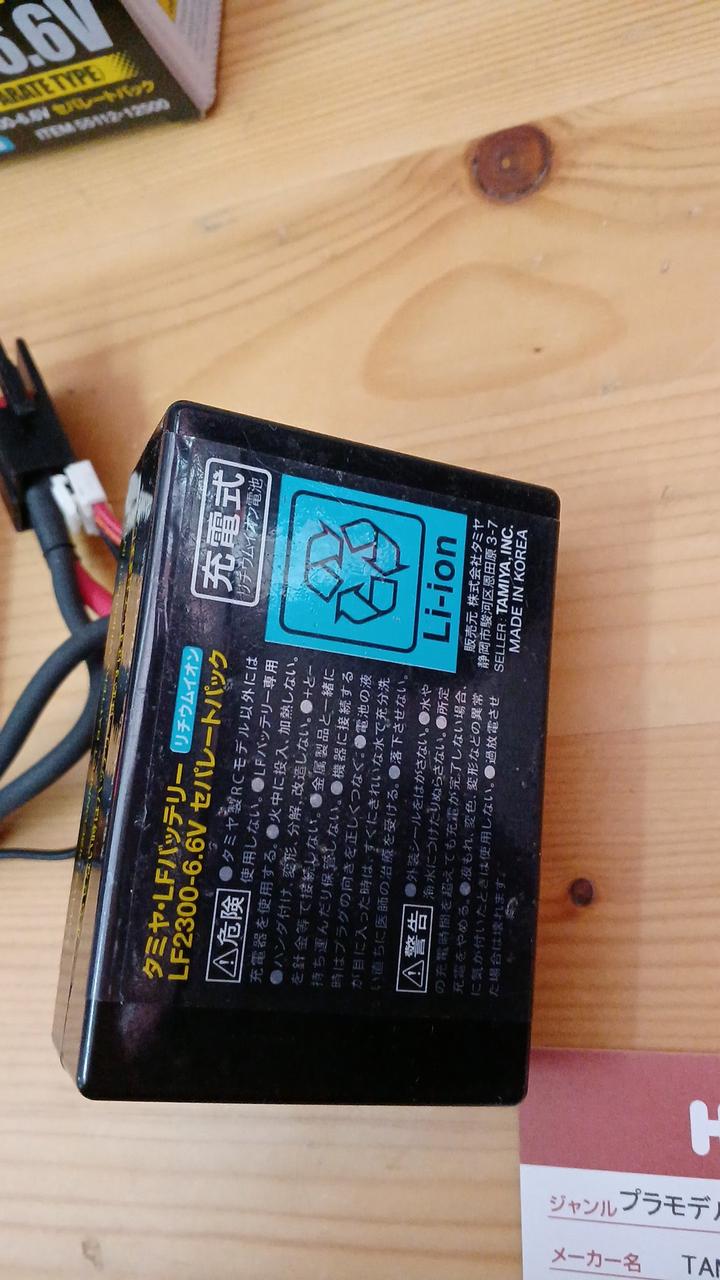 5.6V
ARATE TYPE
00-6.6V セパレートパック
ITEM 55112-12500
タミヤ・LFバッテリー リチウムイオン
LF2300-6.6V セパレートパック
充電式
リチウムイオン電池
Li-ion
販売元 株式会社タミヤ
静岡市駿河区恩田原 3-7
SELLER: TAMIYA, INC.
MADE IN KOREA
危険 ●タミヤ製RCモデル以外には
使用しない。●LFバッテリー専用
充電器を使用する。●火中に投入、加熱しない。
●ハンダ付け、変形、分解、改造しない。●+と-
を針金等で接続しない。●金属製品と一緒に
持ち運んだり保管しない。●機器に接続する
時はプラグの向きを正しくつなぐ。●電池の液
が目に入った時は、すぐにきれいな水で充分洗
い直ちに医師の治療を受ける。●落下させない。
警告 ●外装シールをはがさない。●水や
海水につけたりぬらさない。●所定
の充電時間を超えても充電が完了しない場合、
充電をやめる。●液もれ、変色、変形などの異常
に気が付いたときは使用しない。●過放電させ
た場合は壊れます。
H
ジャンル プラモデル
メーカー名 TAM